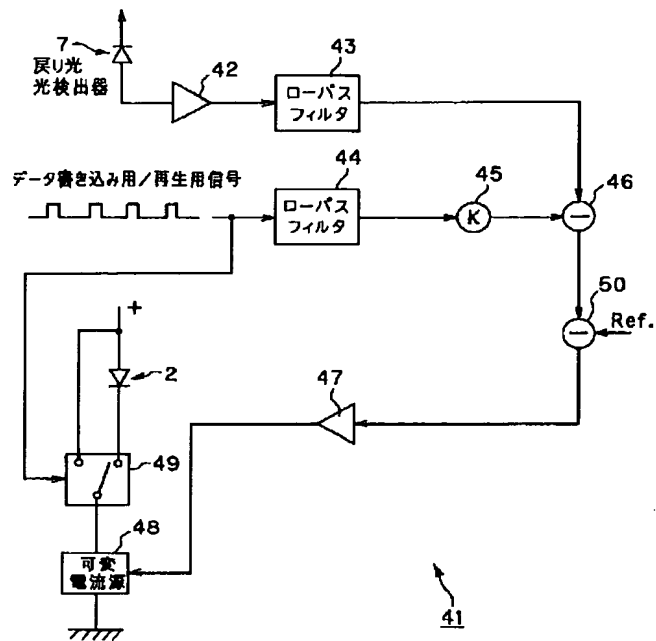 7
戻り光
光検出器
42
43
ローパス
フィルタ
データ書き込み用/再生用信号
44
ローパス
フィルタ
45
K
46
50
Ref.
+
2
47
49
48
可変
電流源
41